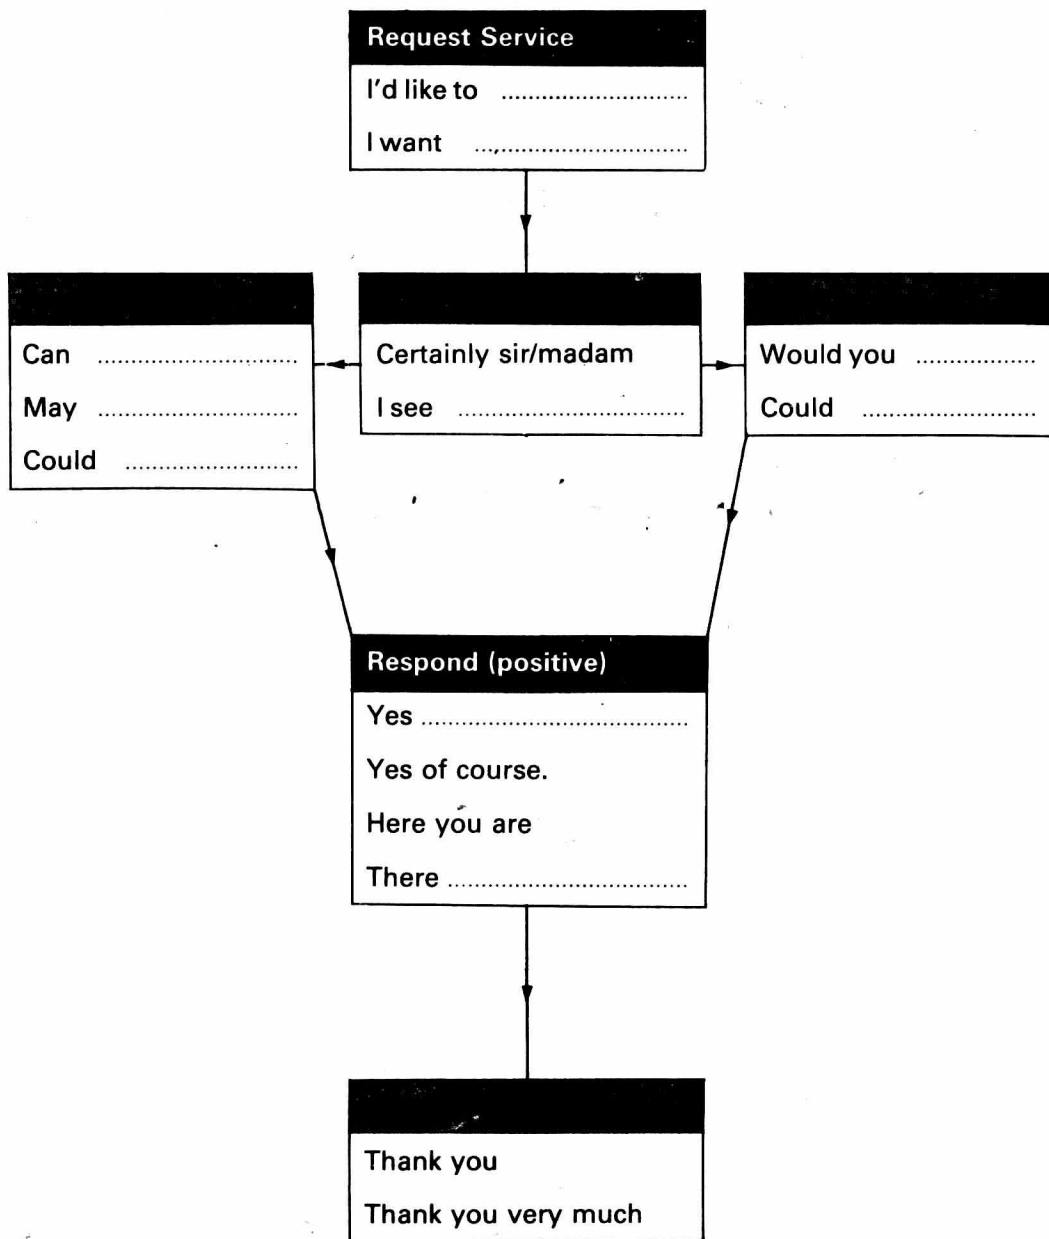 Request Service
I'd like to ............................
I want ................................
Can ..............................
May ..............................
Could ..........................
Certainly sir/madam
I see ..................................
Would you ..................
Could ..........................
Respond (positive)
Yes ........................................
Yes of course.
Here you are
There ....................................
Thank you
Thank you very much